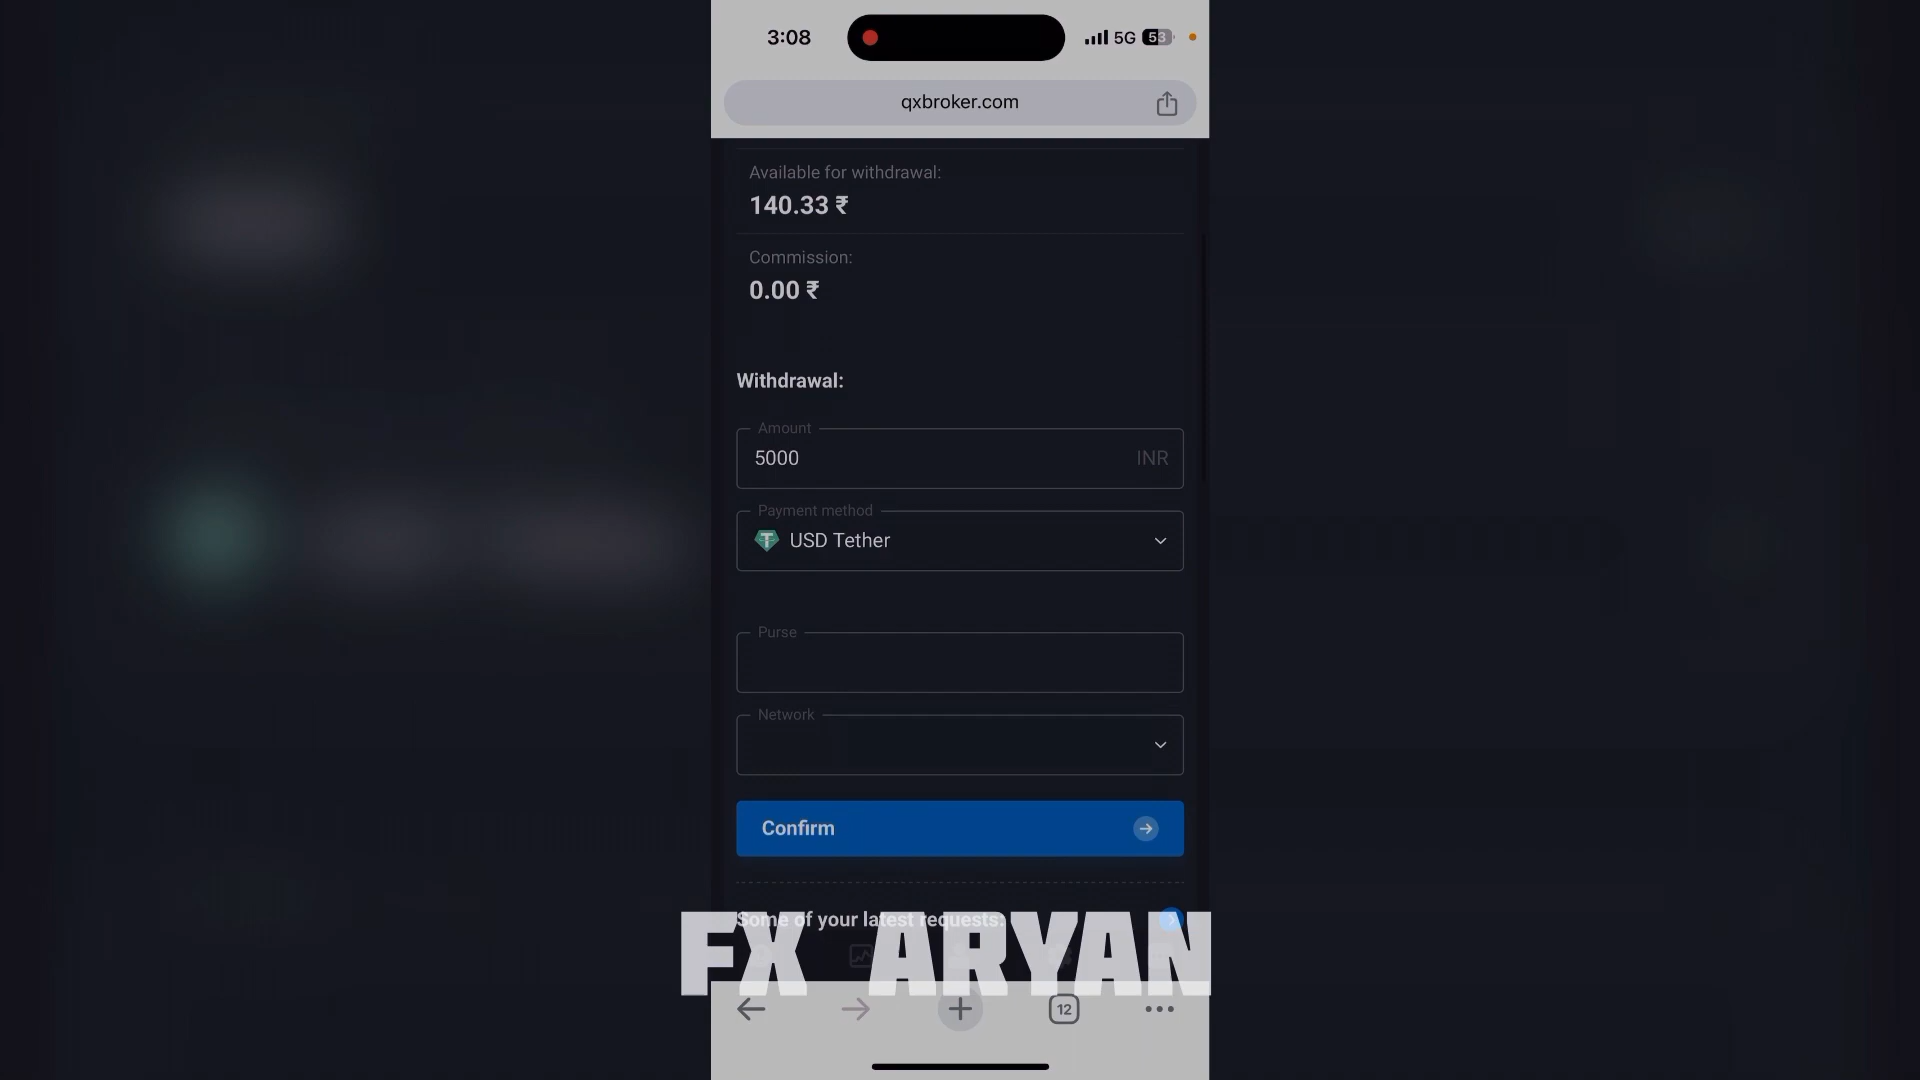 3:08
5G
53
qxbroker.com
Available for withdrawal:
140.33 ₹
Commission:
0.00 ₹
Withdrawal:
Amount
5000
INR
Payment method
USD Tether
Purse
Network
Confirm
Some of your latest requests:
FX ARYAN
12